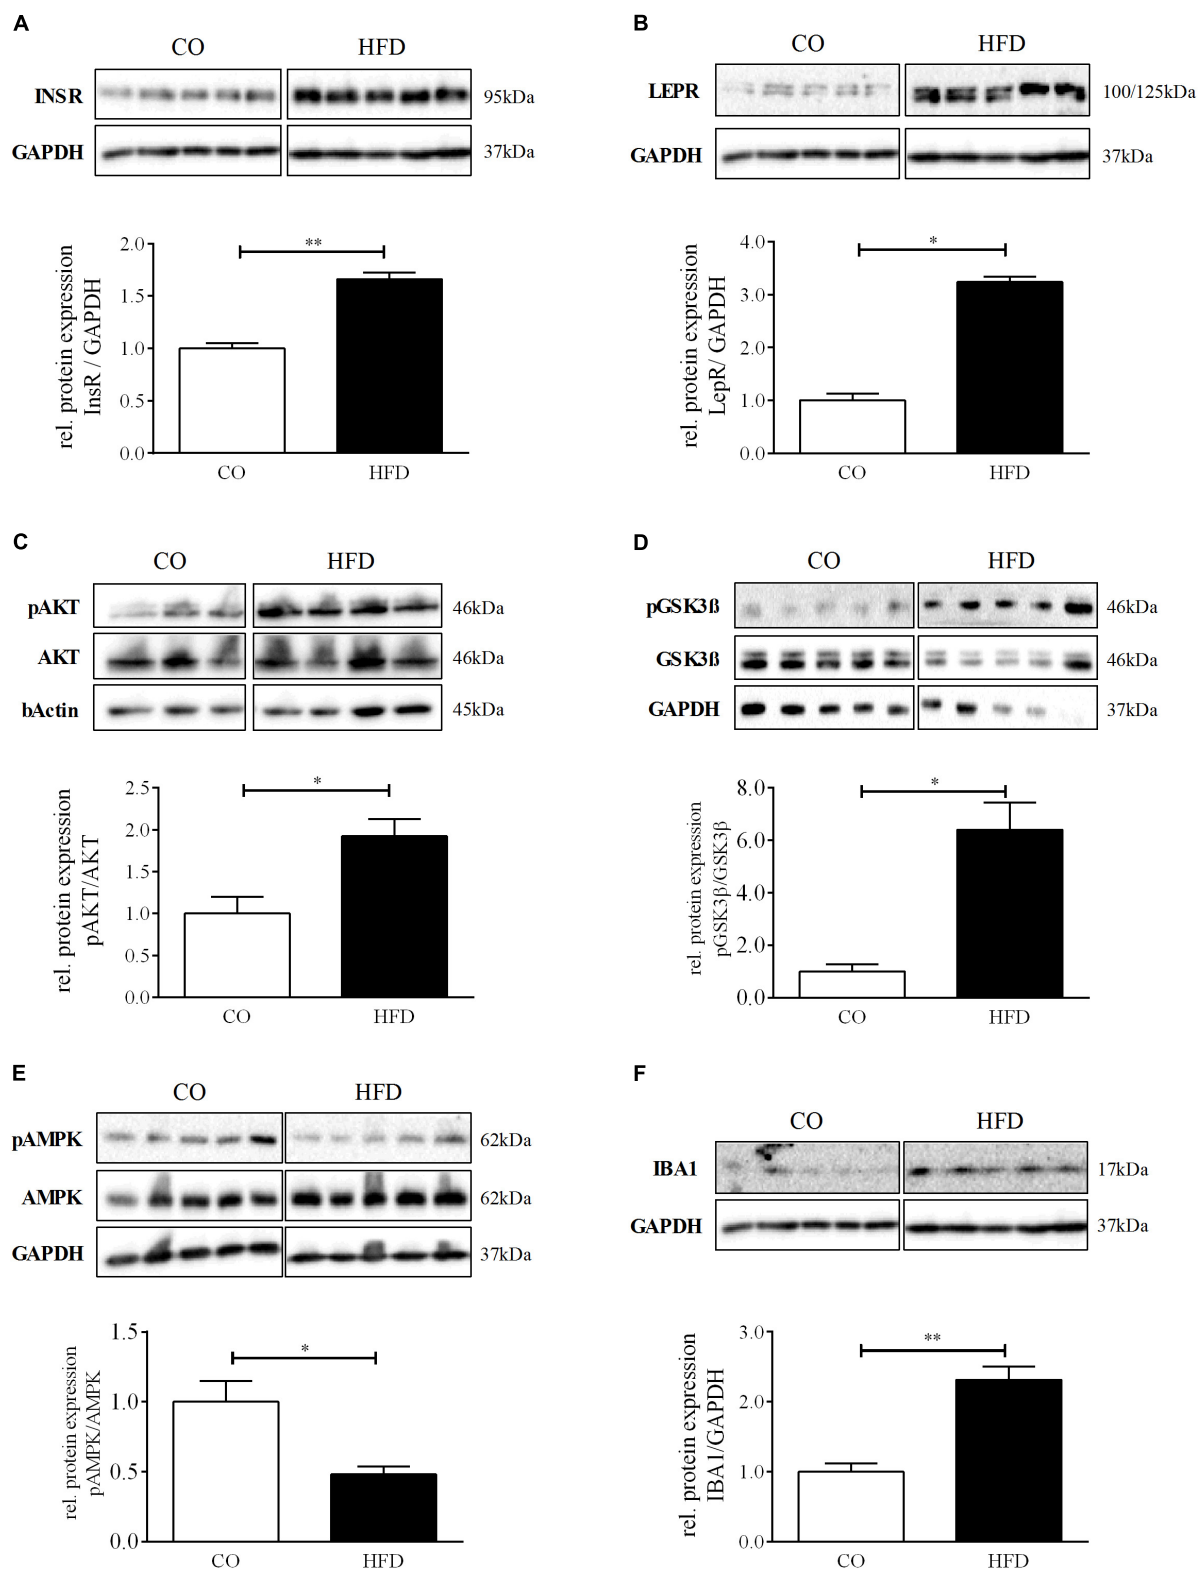 A
CO HFD
INSR 95kDa
GAPDH 37kDa
rel. protein expression
InsR / GAPDH
2.0
1.5
1.0
0.5
0.0
**
CO HFD
B
CO HFD
LEPR 100/125kDa
GAPDH 37kDa
rel. protein expression
LepR/ GAPDH
4.0
3.0
2.0
1.0
0.0
*
CO HFD
C
CO HFD
pAKT 46kDa
AKT 46kDa
bActin 45kDa
rel. protein expression
pAKT/AKT
2.5
2.0
1.5
1.0
0.5
0.0
*
CO HFD
D
CO HFD
pGSK3ß 46kDa
GSK3ß 46kDa
GAPDH 37kDa
rel. protein expression
pGSK3β/GSK3β
8.0
6.0
4.0
2.0
0.0
*
CO HFD
E
CO HFD
pAMPK 62kDa
AMPK 62kDa
GAPDH 37kDa
rel. protein expression
pAMPK/AMPK
1.5
1.0
0.5
0.0
*
CO HFD
F
CO HFD
IBA1 17kDa
GAPDH 37kDa
rel. protein expression
IBA1/GAPDH
3.0
2.0
1.0
0.0
**
CO HFD